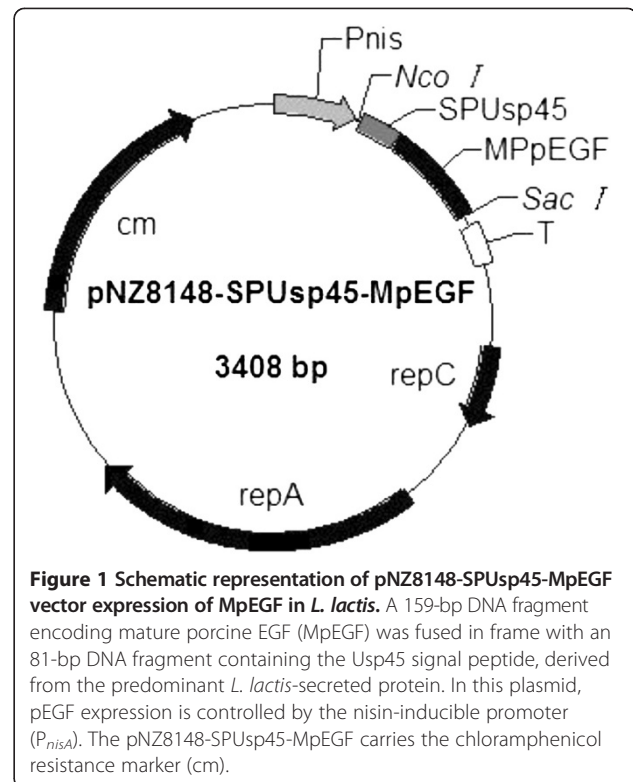 Pnis
Nco I
SPUsp45
MPpEGF
Sac I
T
cm
pNZ8148-SPUsp45-MpEGF
3408 bp
repC
repA
Figure 1 Schematic representation of pNZ8148-SPUsp45-MpEGF
vector expression of MpEGF in L. lactis. A 159-bp DNA fragment
encoding mature porcine EGF (MpEGF) was fused in frame with an
81-bp DNA fragment containing the Usp45 signal peptide, derived
from the predominant L. lactis-secreted protein. In this plasmid,
pEGF expression is controlled by the nisin-inducible promoter
(PnisA). The pNZ8148-SPUsp45-MpEGF carries the chloramphenicol
resistance marker (cm).